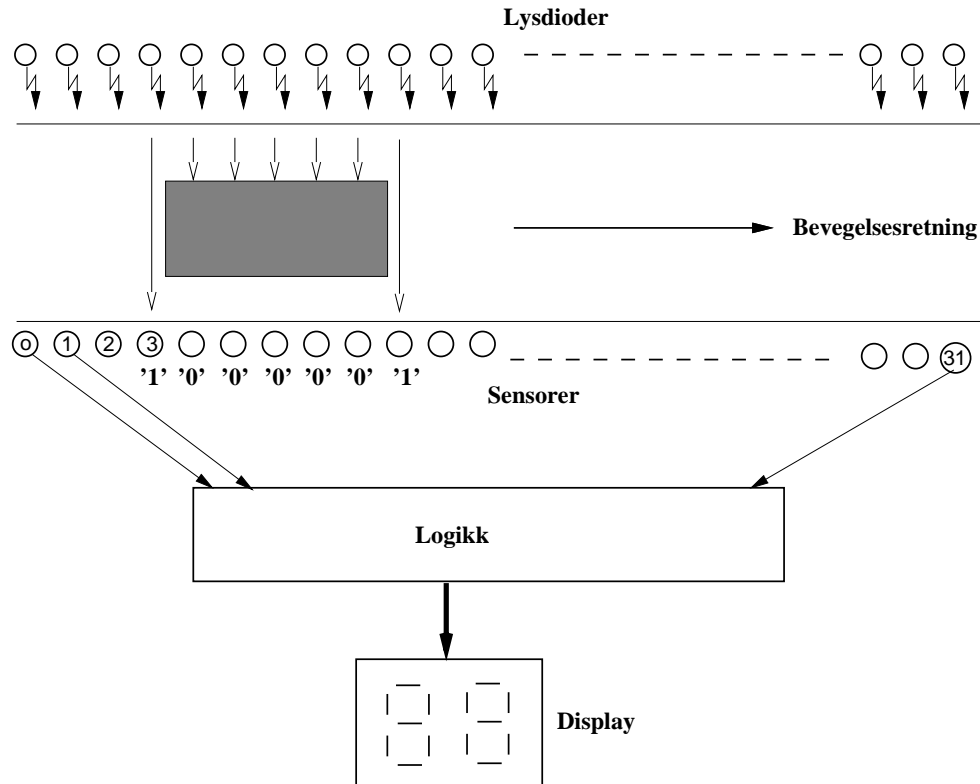 Lysdioder
Bevegelsesretning
o 1 2 3 31
'1' '0' '0' '0' '0' '0' '1'
Sensorer
Logikk
Display